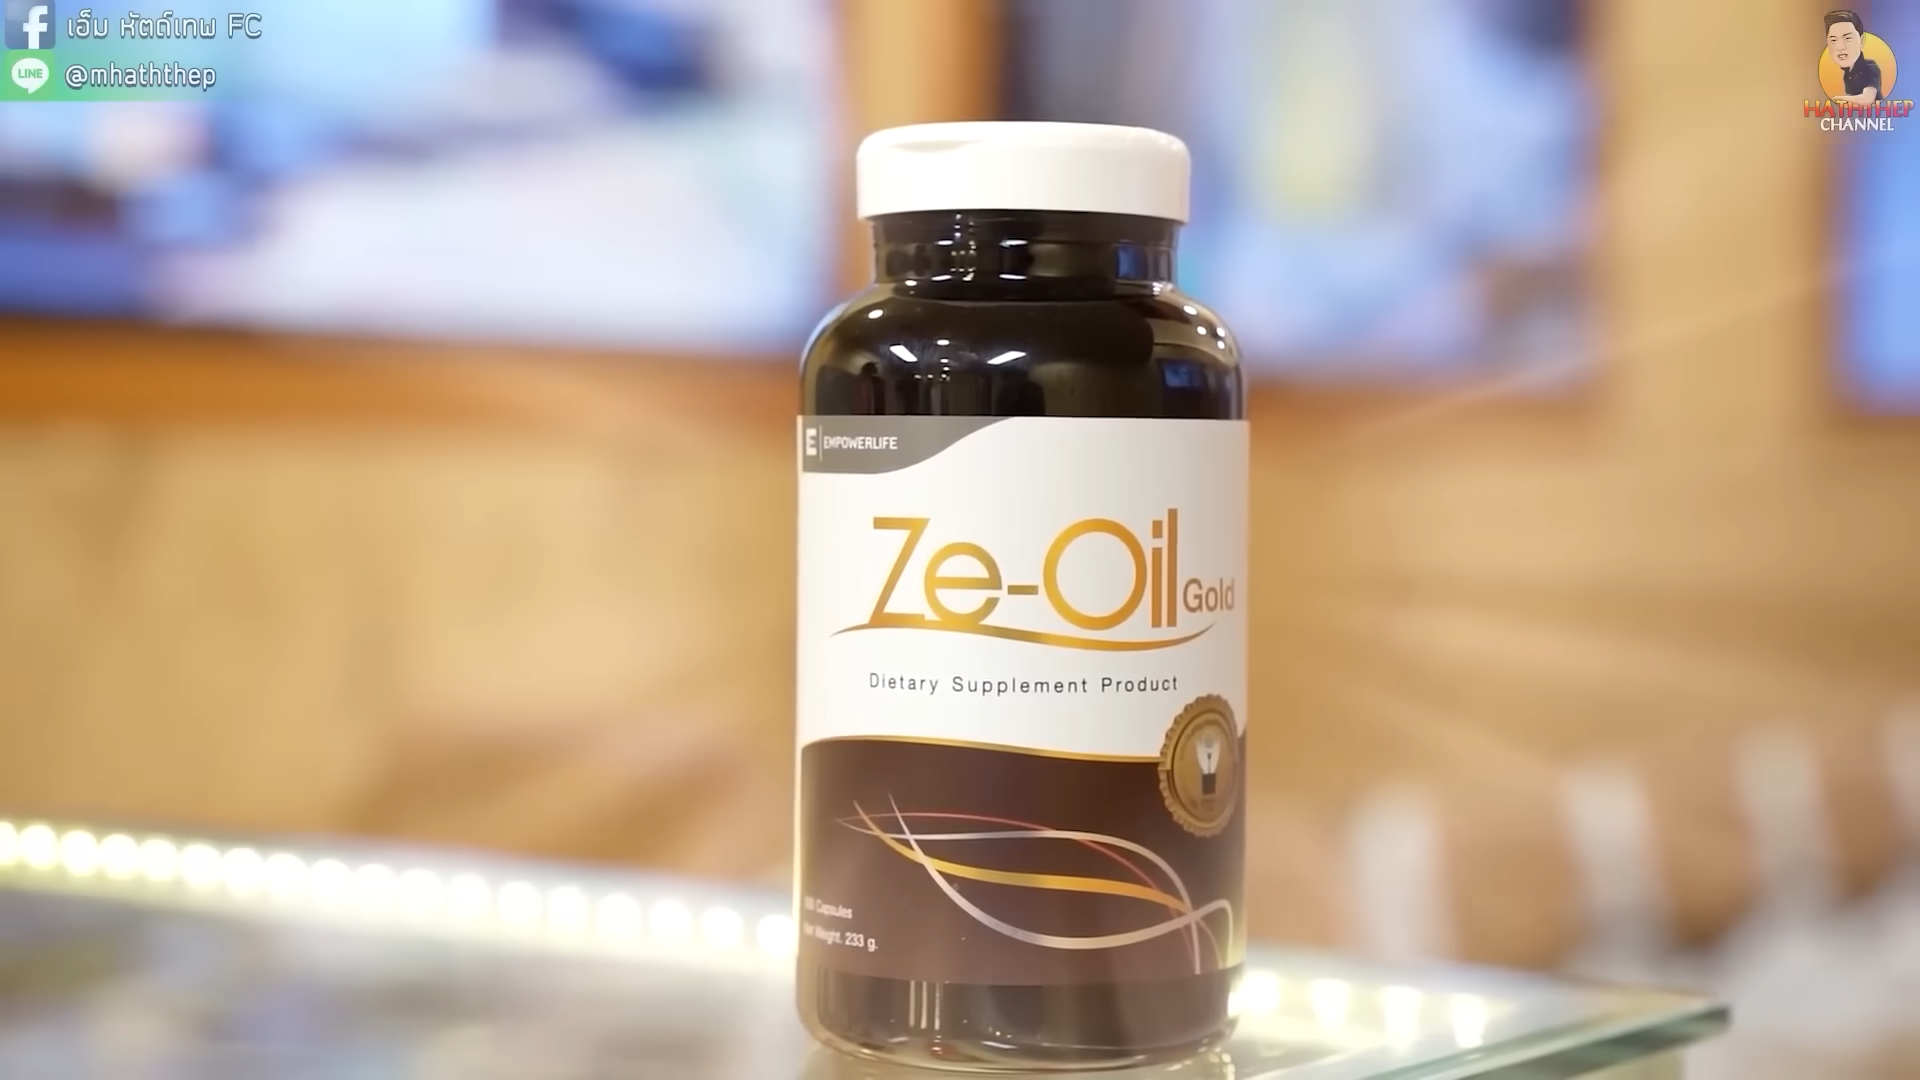 เอ็ม หัตถ์เทพ FC
LINE
@mhaththep
HATHTHEP
CHANNEL
E EMPOWERLIFE
Ze-Oil Gold
Dietary Supplement Product
Capsules
Weight. 233 g.